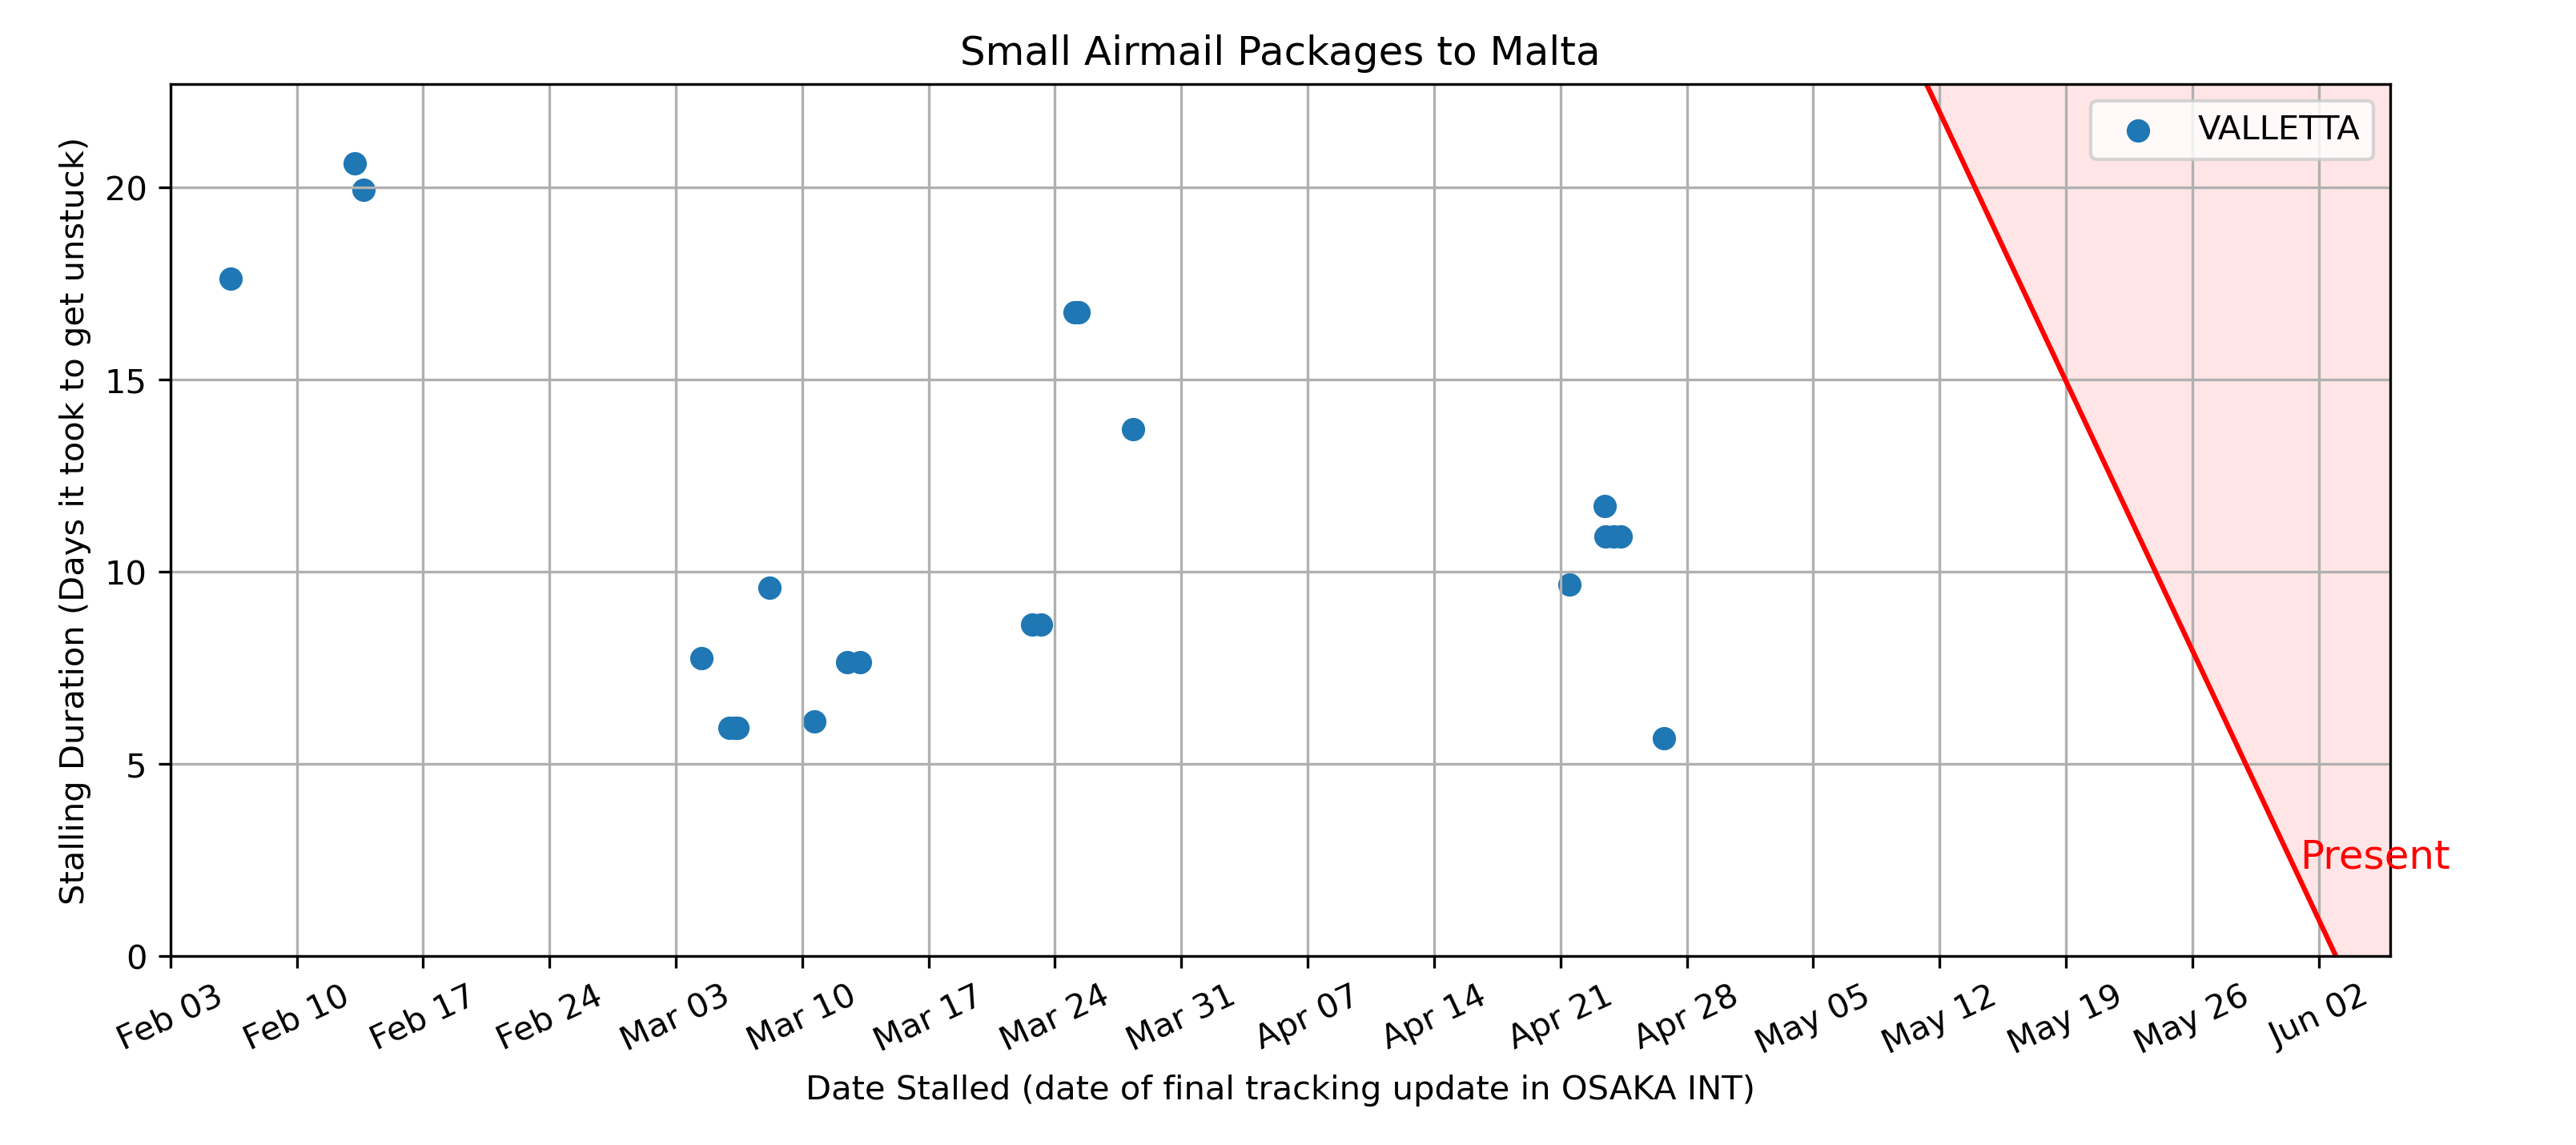 Small Airmail Packages to Malta
VALLETTA
Stalling Duration (Days it took to get unstuck)
20
15
10
5
0
Present
Feb 03
Feb 10
Feb 17
Feb 24
Mar 03
Mar 10
Mar 17
Mar 24
Mar 31
Apr 07
Apr 14
Apr 21
Apr 28
May 05
May 12
May 19
May 26
Jun 02
Date Stalled (date of final tracking update in OSAKA INT)